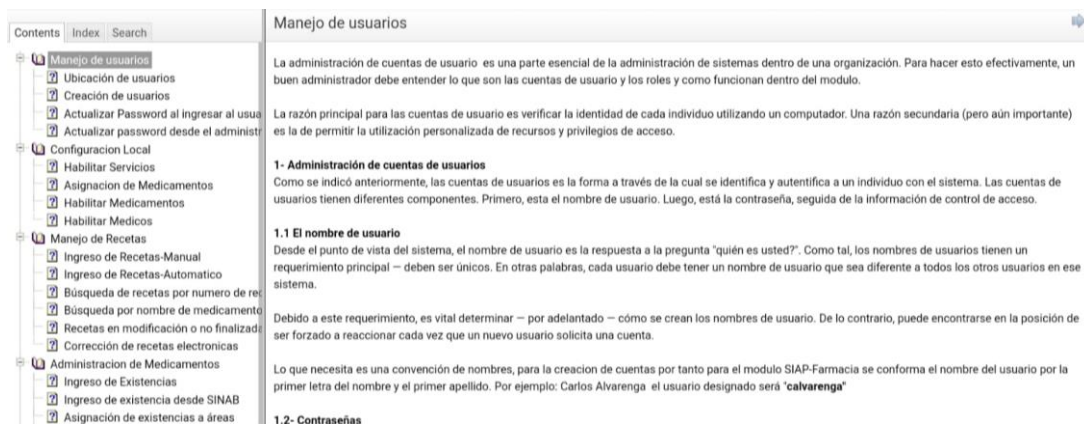 Contents Index Search
Manejo de usuarios
Ubicación de usuarios
Creación de usuarios
Actualizar Password al ingresar al usua
Actualizar password desde el administr
Configuracion Local
Habilitar Servicios
Asignacion de Medicamentos
Habilitar Medicamentos
Habilitar Medicos
Manejo de Recetas
Ingreso de Recetas-Manual
Ingreso de Recetas-Automatico
Búsqueda de recetas por numero de rec
Búsqueda por nombre de medicamento
Recetas en modificación o no finalizada
Corrección de recetas electronicas
Administracion de Medicamentos
Ingreso de Existencias
Ingreso de existencia desde SINAB
Asignación de existencias a áreas
Manejo de usuarios
La administración de cuentas de usuario es una parte esencial de la administración de sistemas dentro de una organización. Para hacer esto efectivamente, un
buen administrador debe entender lo que son las cuentas de usuario y los roles y como funcionan dentro del modulo.
La razón principal para las cuentas de usuario es verificar la identidad de cada individuo utilizando un computador. Una razón secundaria (pero aún importante)
es la de permitir la utilización personalizada de recursos y privilegios de acceso.
1- Administración de cuentas de usuarios
Como se indicó anteriormente, las cuentas de usuarios es la forma a través de la cual se identifica y autentifica a un individuo con el sistema. Las cuentas de
usuarios tienen diferentes componentes. Primero, esta el nombre de usuario. Luego, está la contraseña, seguida de la información de control de acceso.
1.1 El nombre de usuario
Desde el punto de vista del sistema, el nombre de usuario es la respuesta a la pregunta "quién es usted?". Como tal, los nombres de usuarios tienen un
requerimiento principal — deben ser únicos. En otras palabras, cada usuario debe tener un nombre de usuario que sea diferente a todos los otros usuarios en ese
sistema.
Debido a este requerimiento, es vital determinar — por adelantado — cómo se crean los nombres de usuario. De lo contrario, puede encontrarse en la posición de
ser forzado a reaccionar cada vez que un nuevo usuario solicita una cuenta.
Lo que necesita es una convención de nombres, para la creacion de cuentas por tanto para el modulo SIAP-Farmacia se conforma el nombre del usuario por la
primer letra del nombre y el primer apellido. Por ejemplo: Carlos Alvarenga el usuario designado será "calvarenga"
1.2- Contraseñas